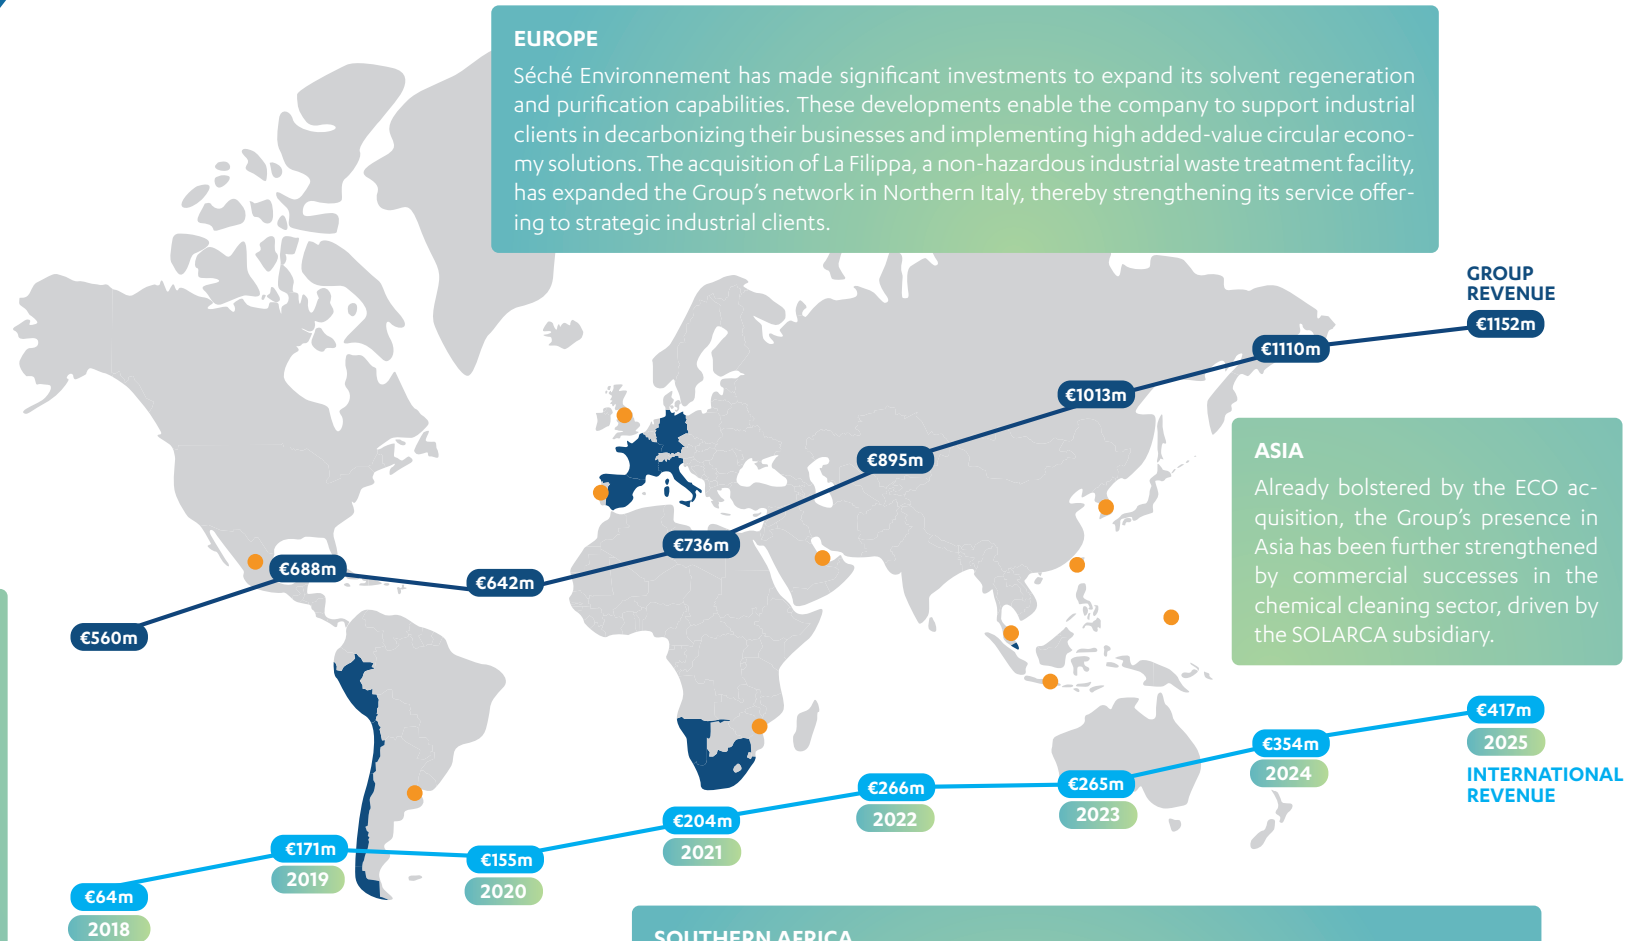 EUROPE
Séché Environnement has made significant investments to expand its solvent regeneration
and purification capabilities. These developments enable the company to support industrial
clients in decarbonizing their businesses and implementing high added-value circular econo-
my solutions. The acquisition of La Filippa, a non-hazardous industrial waste treatment facility,
has expanded the Group's network in Northern Italy, thereby strengthening its service offer-
ing to strategic industrial clients.
GROUP
REVENUE
€1152m
€1110m
€1013m
€895m
€736m
€642m
€688m
€560m
ASIA
Already bolstered by the ECO ac-
quisition, the Group's presence in
Asia has been further strengthened
by commercial successes in the
chemical cleaning sector, driven by
the SOLARCA subsidiary.
€417m
2025
INTERNATIONAL
REVENUE
€354m
2024
€265m
2023
€266m
2022
€204m
2021
€155m
2020
€171m
2019
€64m
2018
SOUTHERN AFRICA